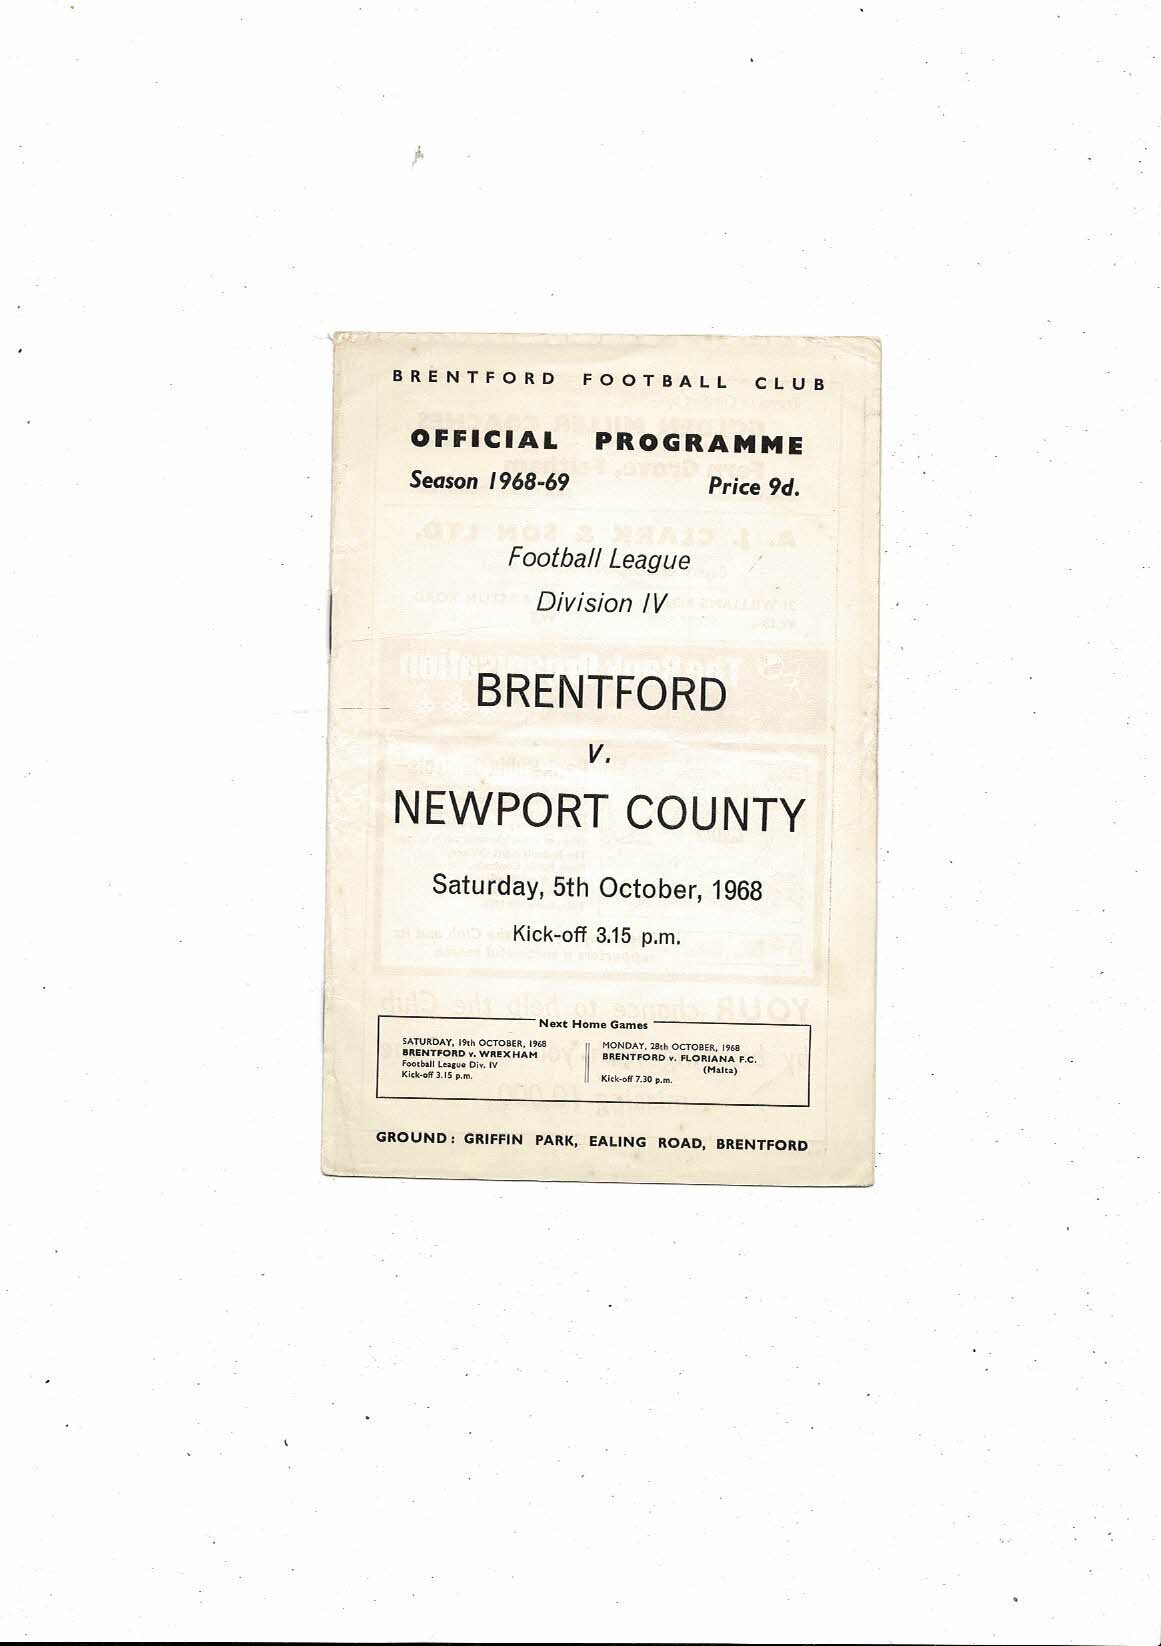 BRENTFORD FOOTBALL CLUB
OFFICIAL PROGRAMME
Season 1968-69 Price 9d.
Football League
Division IV
BRENTFORD
v.
NEWPORT COUNTY
Saturday, 5th October, 1968
Kick-off 3.15 p.m.
Next Home Games
SATURDAY, 19th OCTOBER, 1968
BRENTFORD v. WREXHAM
Football League Div. IV
Kick-off 3.15 p.m.
MONDAY, 28th OCTOBER, 1968
BRENTFORD v. FLORIANA F.C.
(Malta)
Kick-off 7.30 p.m.
GROUND: GRIFFIN PARK, EALING ROAD, BRENTFORD